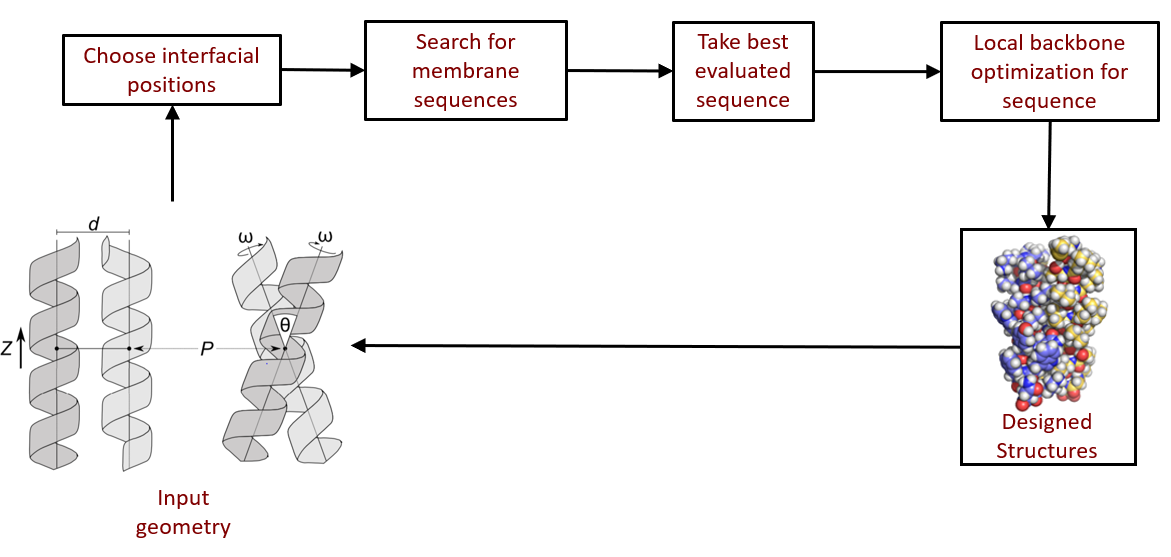 Choose interfacial
positions
Search for
membrane
sequences
Take best
evaluated
sequence
Local backbone
optimization for
sequence
d
ω
ω
θ
Z
P
Designed
Structures
Input
geometry